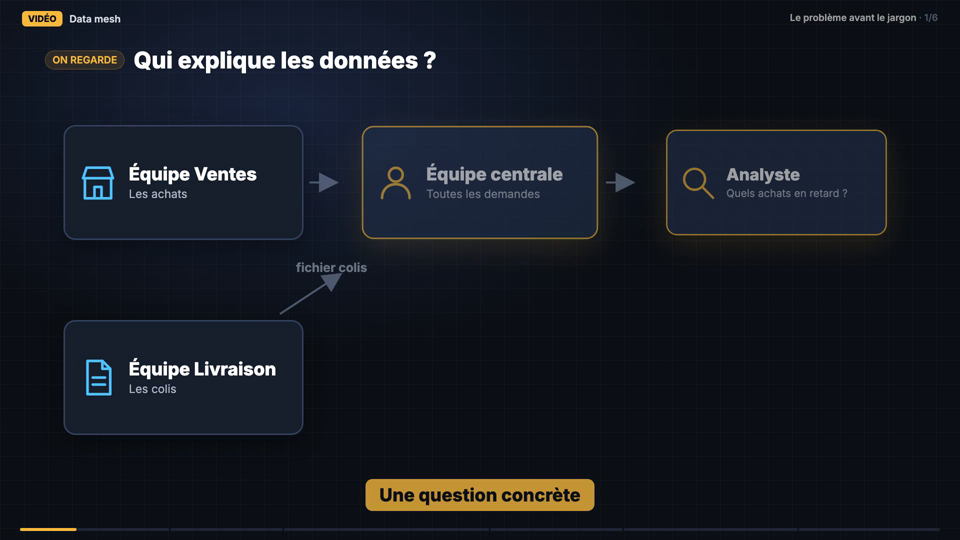 VIDÉO Data mesh
Le problème avant le jargon · 1/6
ON REGARDE Qui explique les données ?
Équipe Ventes
Les achats
Équipe centrale
Toutes les demandes
Analyste
Quels achats en retard ?
fichier colis
Équipe Livraison
Les colis
Une question concrète